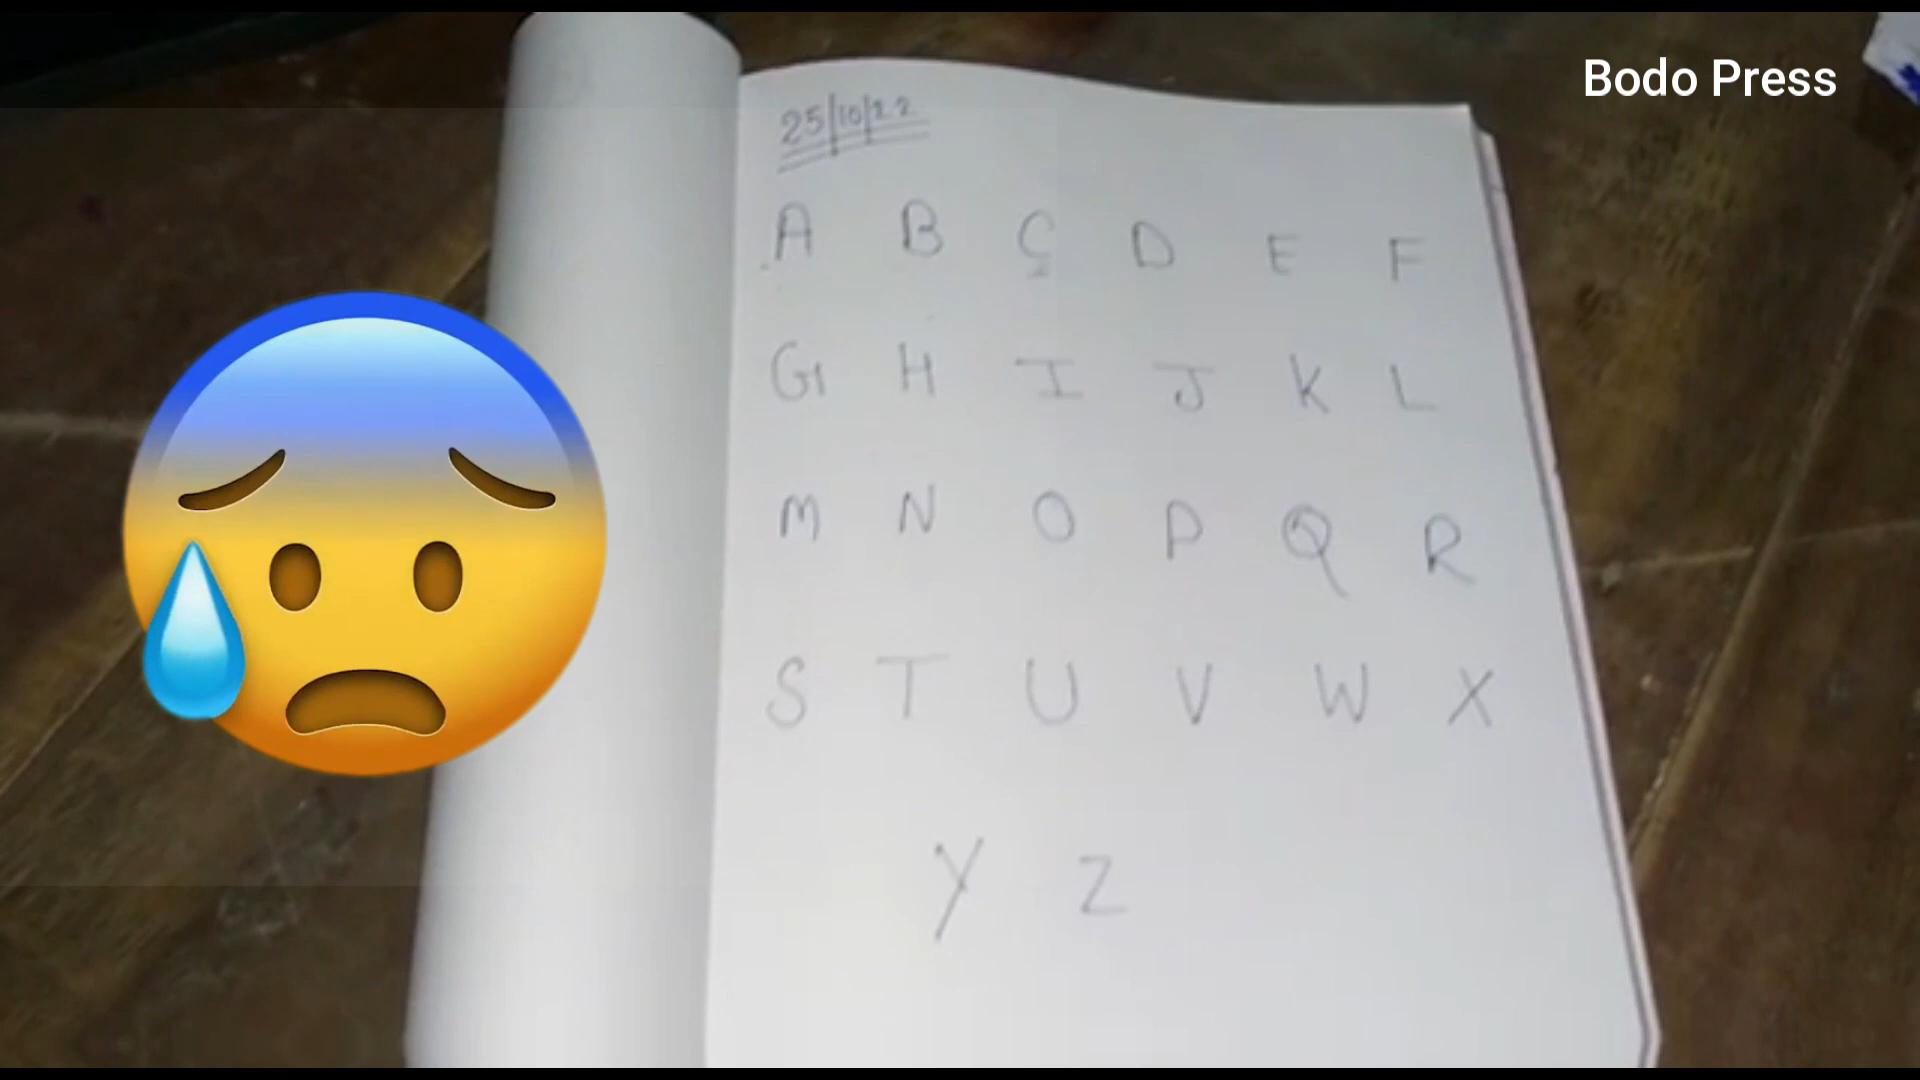 Bodo Press
25/10/22
A B C D E F
G H I J K L
M N O P Q R
S T U V W X
Y Z